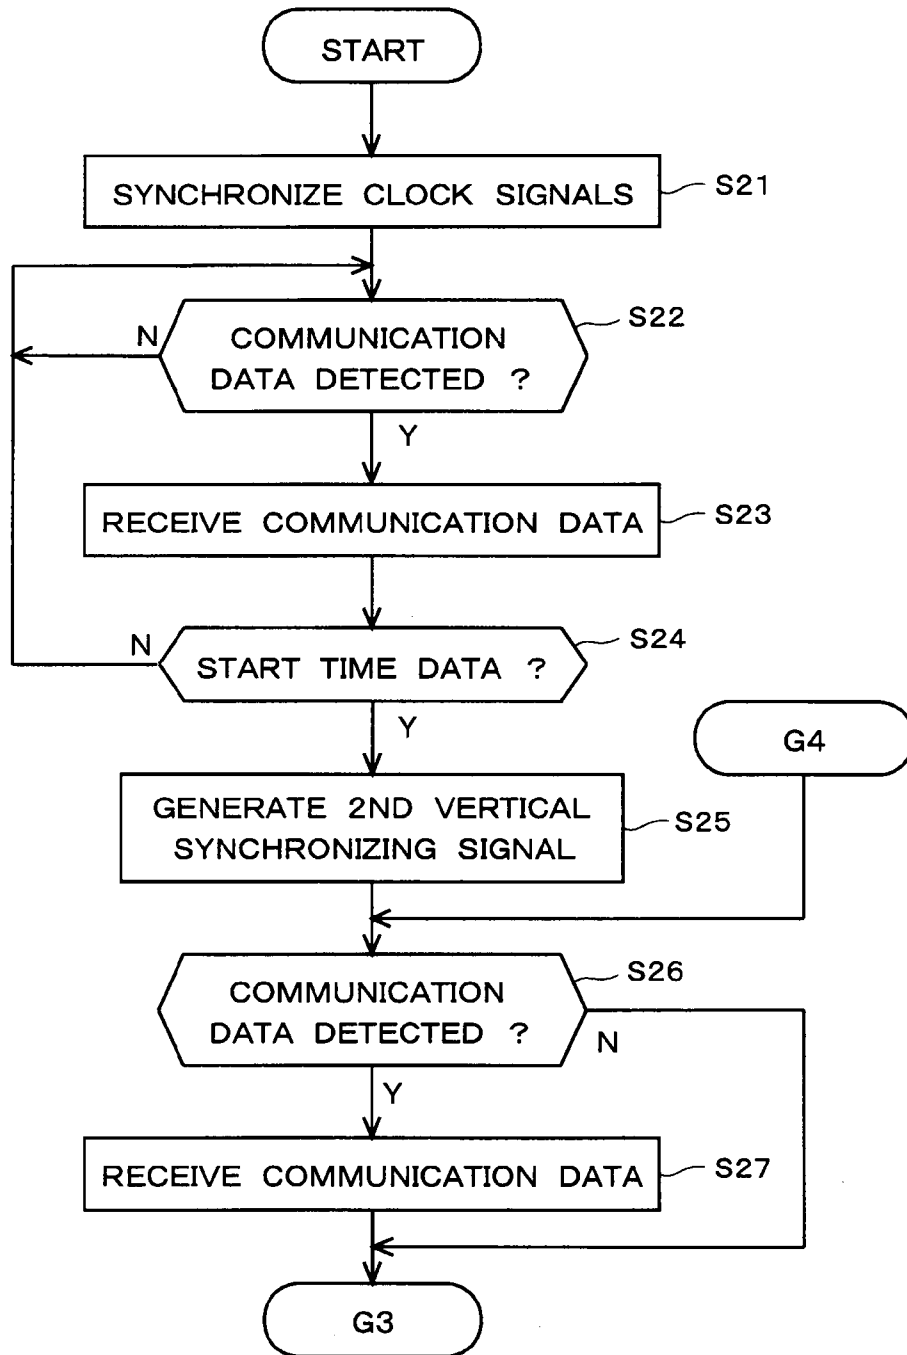 START
SYNCHRONIZE CLOCK SIGNALS
S21
N
COMMUNICATION
DATA DETECTED ?
S22
Y
RECEIVE COMMUNICATION DATA
S23
N
START TIME DATA ?
S24
Y
G4
GENERATE 2ND VERTICAL
SYNCHRONIZING SIGNAL
S25
COMMUNICATION
DATA DETECTED ?
S26
N
Y
RECEIVE COMMUNICATION DATA
S27
G3